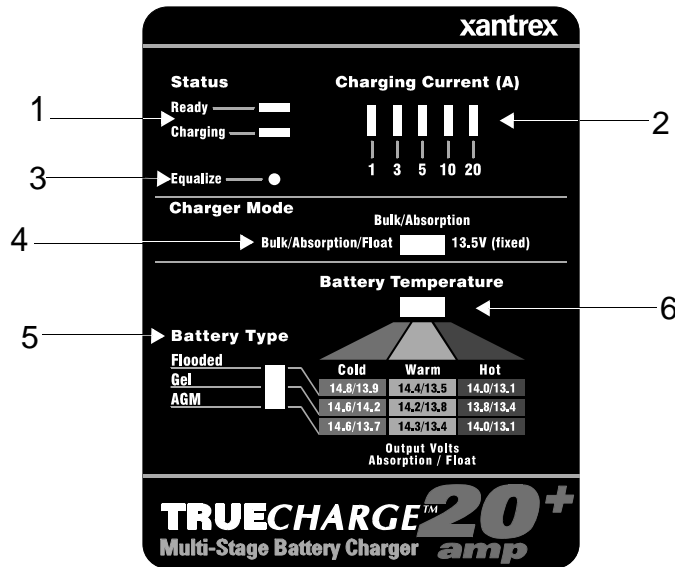 xantrex
Status
Charging Current (A)
1
Ready
Charging
2
1 3 5 10 20
3
Equalize
Charger Mode
Bulk/Absorption
4
Bulk/Absorption/Float
13.5V (fixed)
Battery Temperature
6
5
Battery Type
Flooded
Gel
AGM
Cold Warm Hot
14.8/13.9 14.4/13.5 14.0/13.1
14.6/14.2 14.2/13.8 13.8/13.4
14.6/13.7 14.3/13.4 14.0/13.1
Output Volts
Absorption / Float
TRUECHARGE™ 20+
Multi-Stage Battery Charger amp